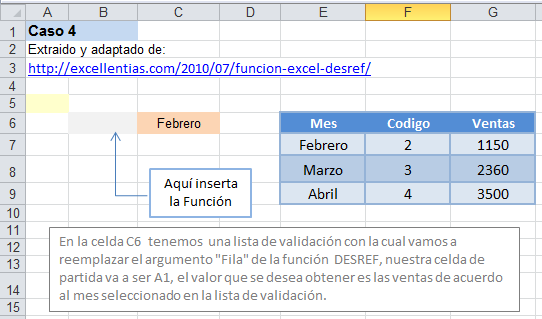 A B C D E F G
1 Caso 4
2 Extraido y adaptado de:
3 http://excellentias.com/2010/07/funcion-excel-desref/
4
5
6 Febrero Mes Codigo Ventas
7 Febrero 2 1150
8 Marzo 3 2360
9 Abril 4 3500
Aquí inserta
la Función
10
11
12
13
14
15
En la celda C6 tenemos una lista de validación con la cual vamos a
reemplazar el argumento "Fila" de la función DESREF, nuestra celda de
partida va a ser A1, el valor que se desea obtener es las ventas de acuerdo
al mes seleccionado en la lista de validación.